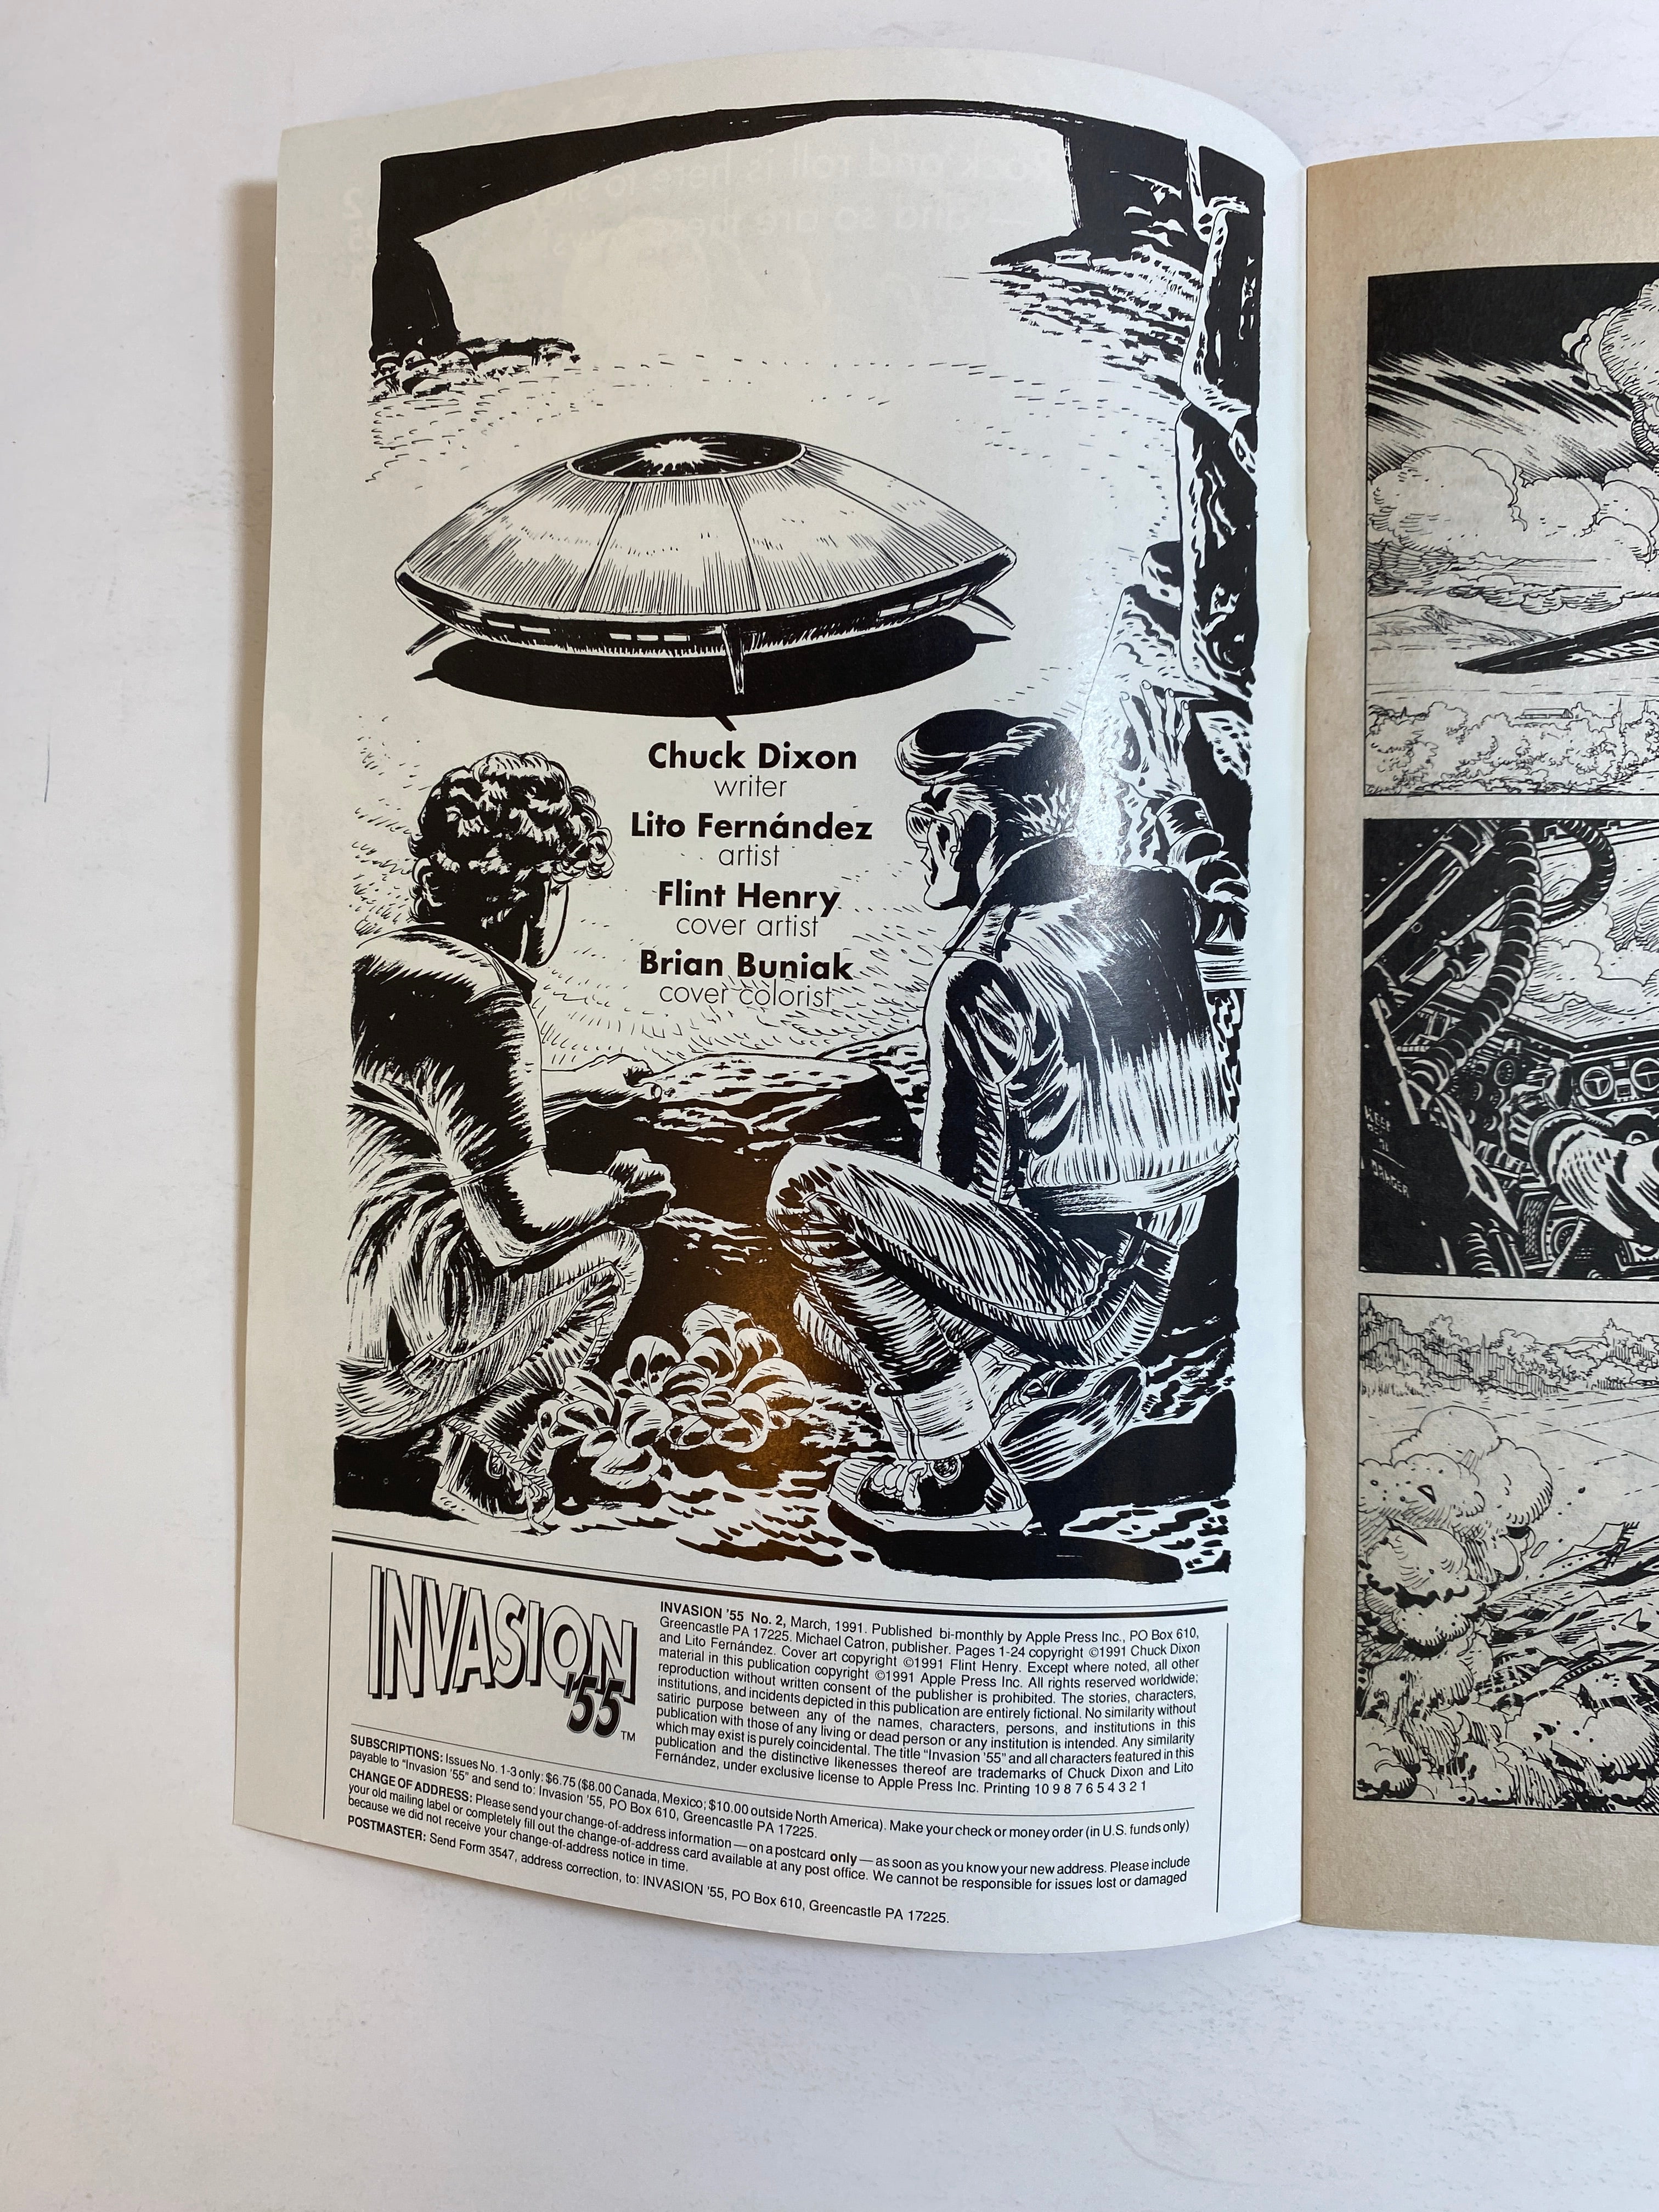 Chuck Dixon
writer
Lito Fernández
artist
Flint Henry
cover artist
Brian Buniak
cover colorist
INVASION
'55™
INVASION '55 No. 2, March, 1991. Published bi-monthly by Apple Press Inc., PO Box 610,
Greencastle PA 17225. Michael Catron, publisher. Pages 1-24 copyright ©1991 Chuck Dixon
and Lito Fernández. Cover art copyright ©1991 Flint Henry. Except where noted, all other
material in this publication copyright ©1991 Apple Press Inc. All rights reserved worldwide;
reproduction without written consent of the publisher is prohibited. The stories, characters,
institutions, and incidents depicted in this publication are entirely fictional. No similarity without
satiric purpose between any of the names, characters, persons, and institutions in this
publication with those of any living or dead person or any institution is intended. Any similarity
which may exist is purely coincidental. The title "Invasion '55" and all characters featured in this
publication and the distinctive likenesses thereof are trademarks of Chuck Dixon and Lito
Fernández, under exclusive license to Apple Press Inc. Printing 10 9 8 7 6 5 4 3 2 1
SUBSCRIPTIONS: Issues No. 1-3 only: $6.75 ($8.00 Canada, Mexico; $10.00 outside North America). Make your check or money order (in U.S. funds only)
payable to "Invasion '55" and send to: Invasion '55, PO Box 610, Greencastle PA 17225.
CHANGE OF ADDRESS: Please send your change-of-address information — on a postcard only — as soon as you know your new address. Please include
your old mailing label or completely fill out the change-of-address card available at any post office. We cannot be responsible for issues lost or damaged
because we did not receive your change-of-address notice in time.
POSTMASTER: Send Form 3547, address correction, to: INVASION '55, PO Box 610, Greencastle PA 17225.